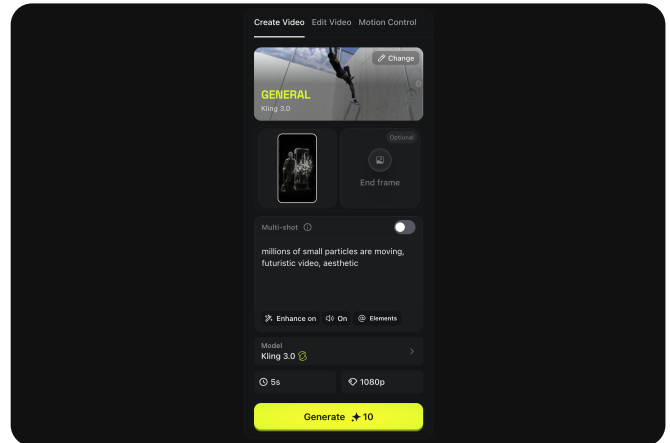 Create Video Edit Video Motion Control
Change
GENERAL
Kling 3.0
Optional
End frame
Multi-shot
millions of small particles are moving,
futuristic video, aesthetic
Enhance on On Elements
Model
Kling 3.0
5s 1080p
Generate 10